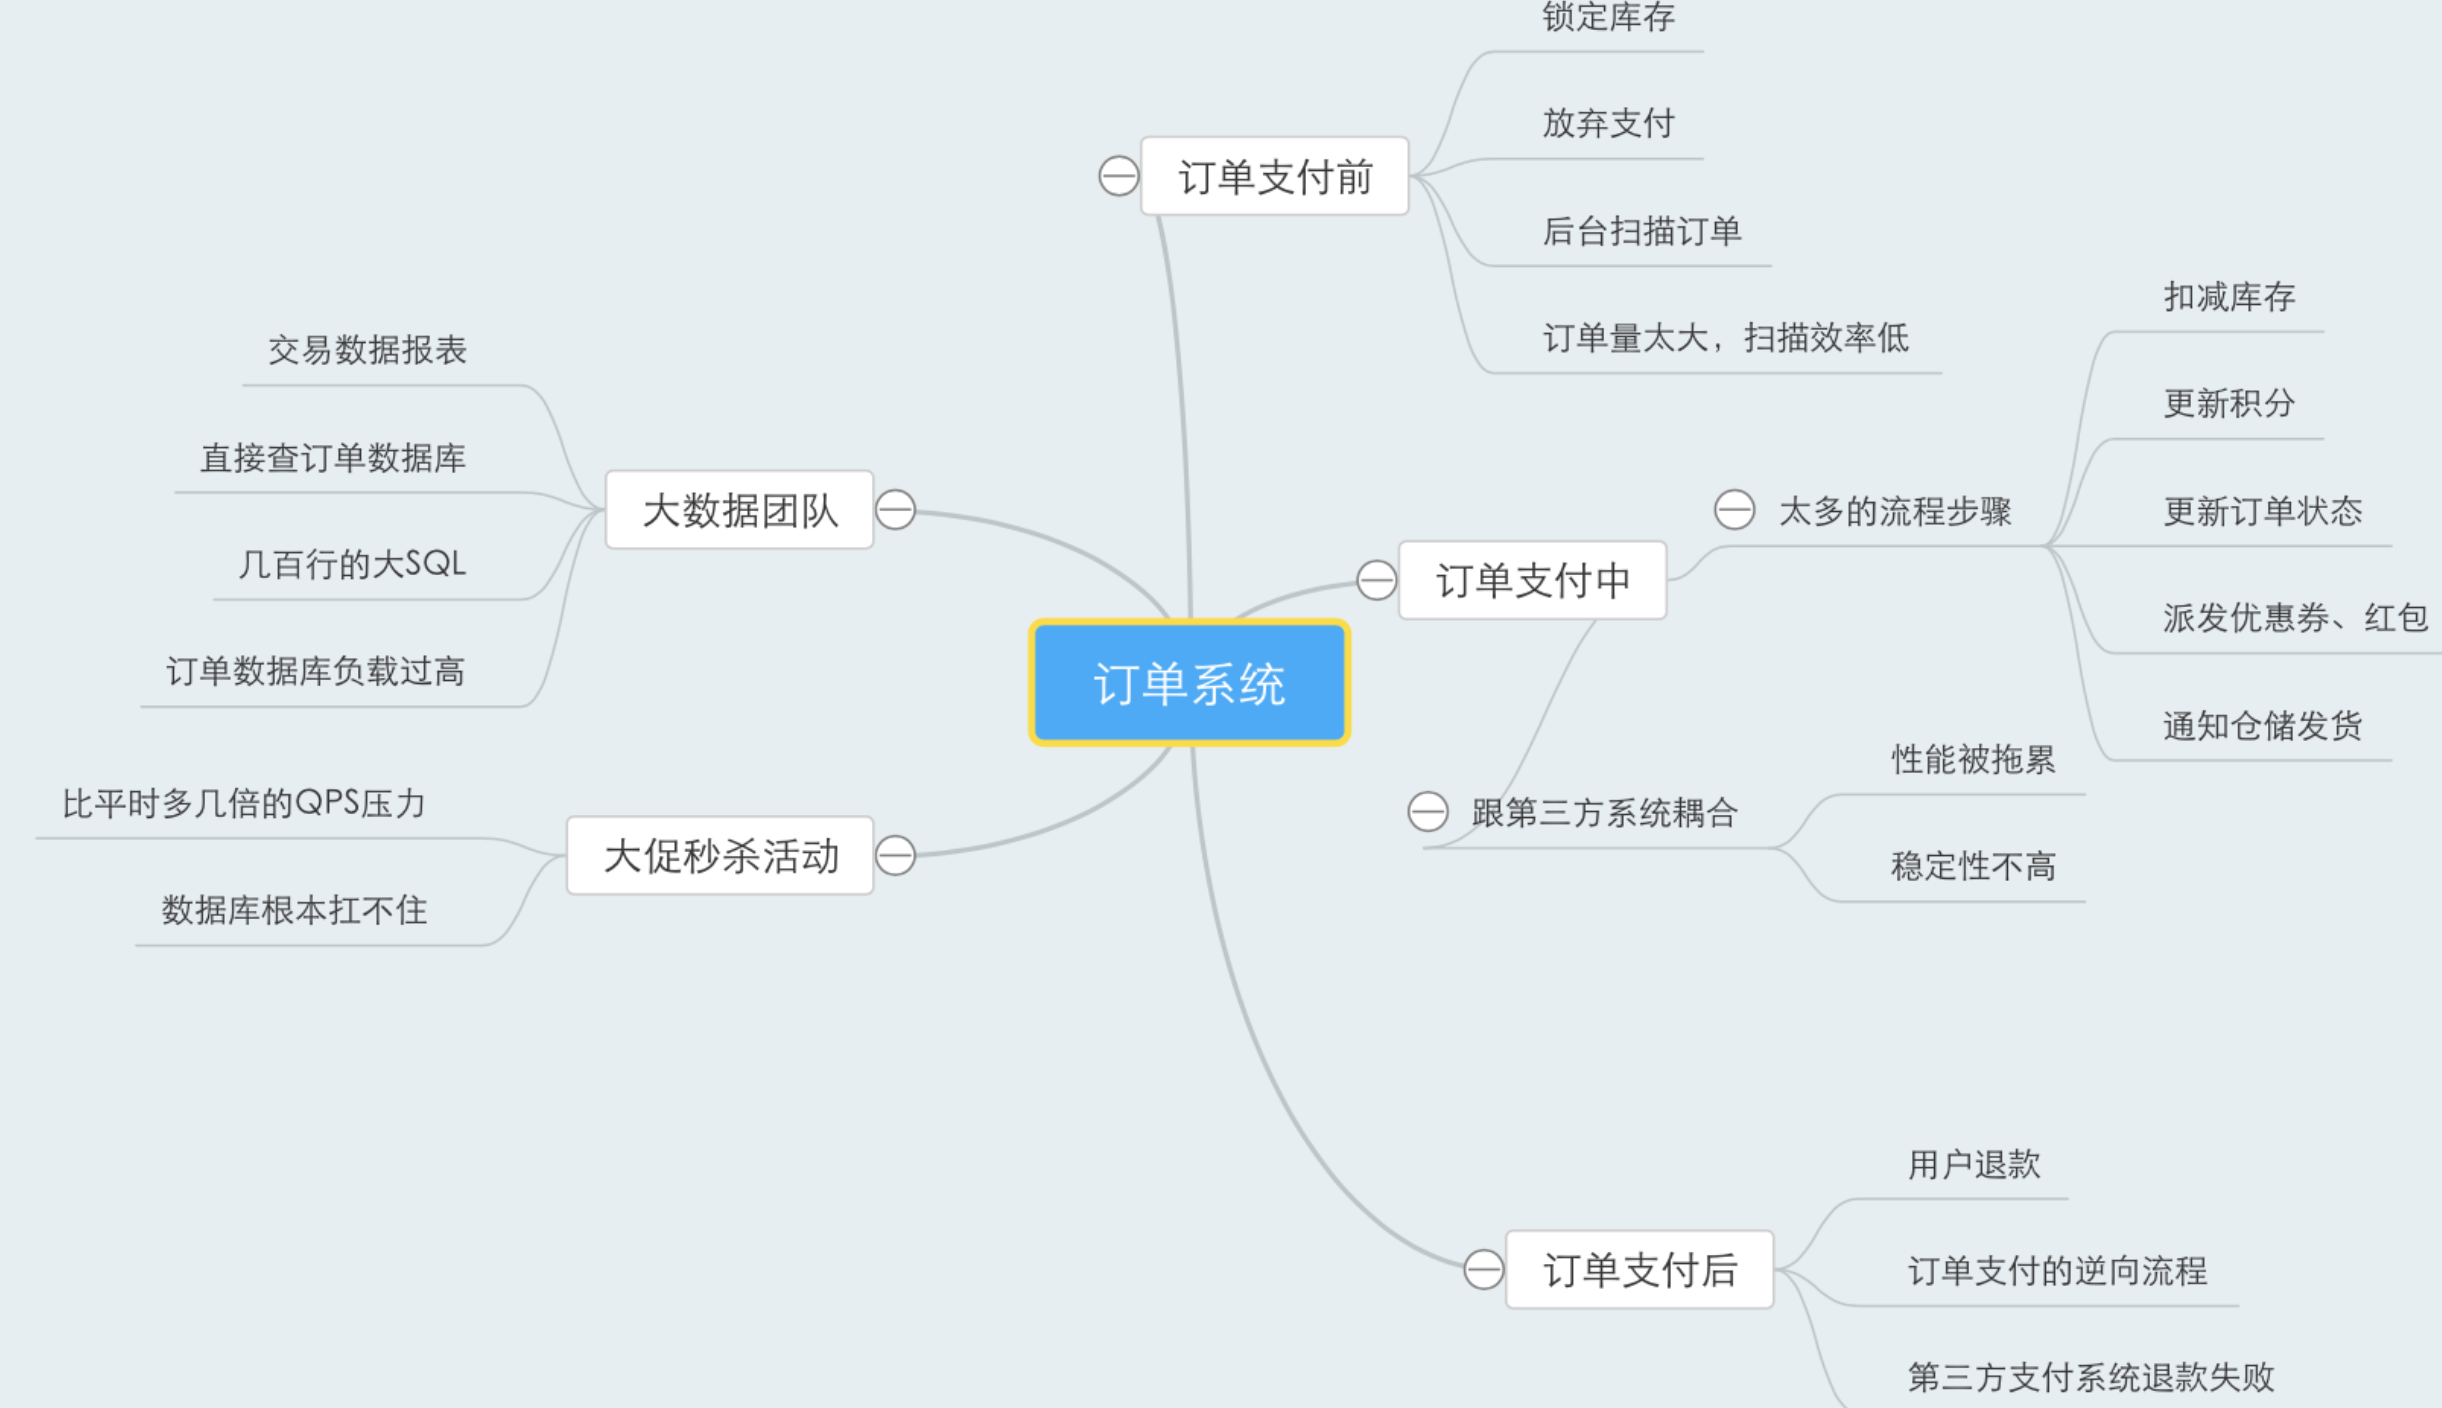 订单系统
订单支付前
锁定库存
放弃支付
后台扫描订单
订单量太大，扫描效率低
订单支付中
太多的流程步骤
扣减库存
更新积分
更新订单状态
派发优惠券、红包
通知仓储发货
跟第三方系统耦合
性能被拖累
稳定性不高
订单支付后
用户退款
订单支付的逆向流程
第三方支付系统退款失败
大数据团队
交易数据报表
直接查订单数据库
几百行的大SQL
订单数据库负载过高
大促秒杀活动
比平时多几倍的QPS压力
数据库根本扛不住